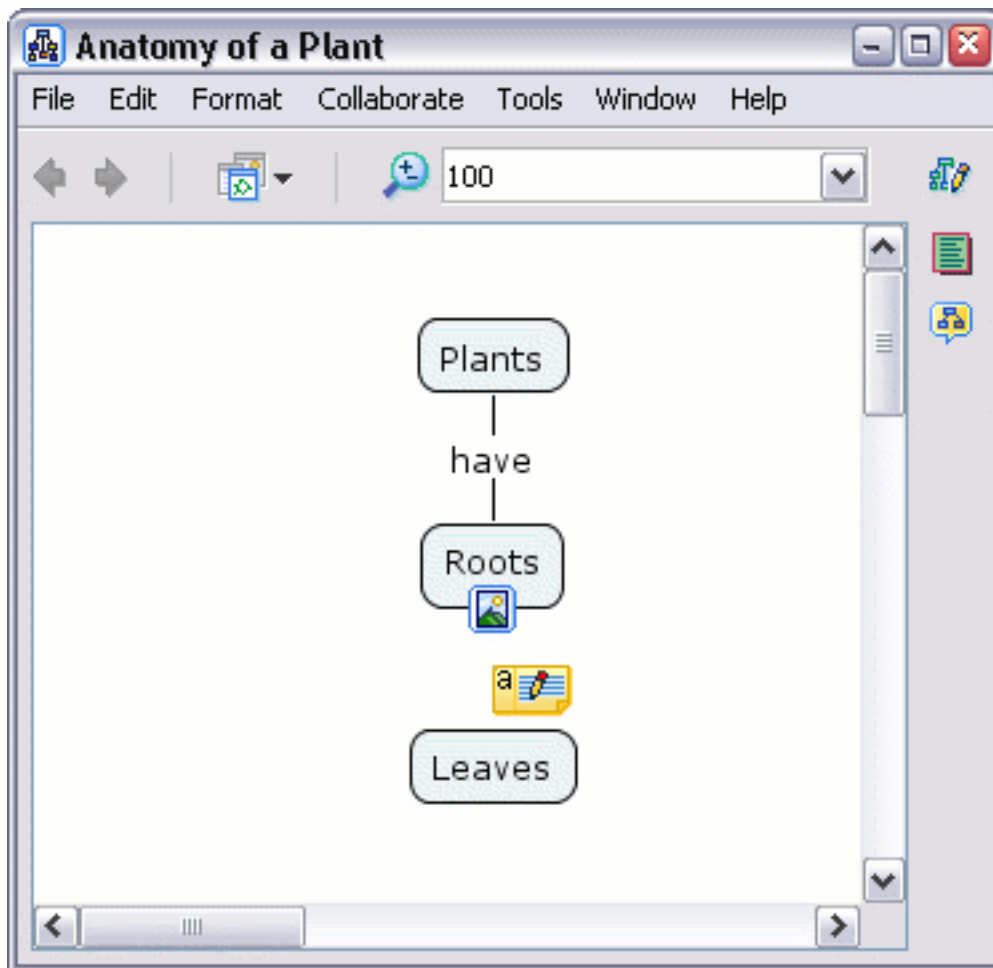 Anatomy of a Plant
File Edit Format Collaborate Tools Window Help
100
Plants
have
Roots
a
Leaves